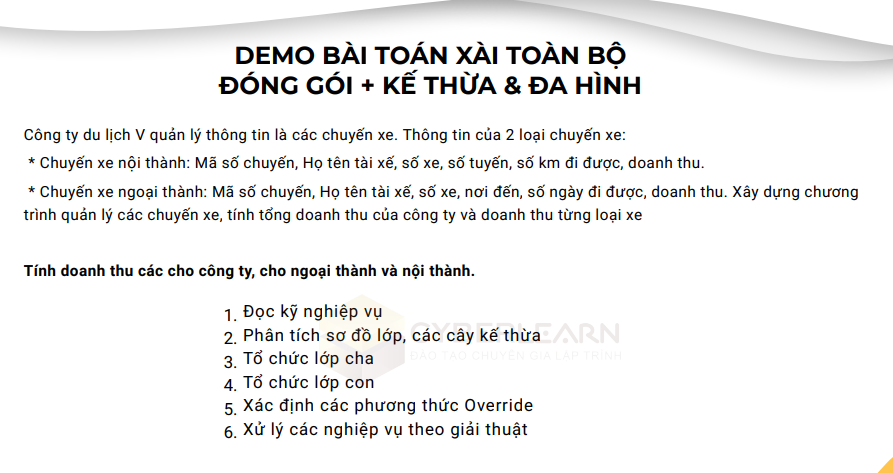 DEMO BÀI TOÁN XÀI TOÀN BỘ
ĐÓNG GÓI + KẾ THỪA & ĐA HÌNH
Công ty du lịch V quản lý thông tin là các chuyến xe. Thông tin của 2 loại chuyến xe:
* Chuyến xe nội thành: Mã số chuyến, Họ tên tài xế, số xe, số tuyến, số km đi được, doanh thu.
* Chuyến xe ngoại thành: Mã số chuyến, Họ tên tài xế, số xe, nơi đến, số ngày đi được, doanh thu. Xây dựng chương
trình quản lý các chuyến xe, tính tổng doanh thu của công ty và doanh thu từng loại xe
Tính doanh thu các cho công ty, cho ngoại thành và nội thành.
1. Đọc kỹ nghiệp vụ
2. Phân tích sơ đồ lớp, các cây kế thừa
3. Tổ chức lớp cha
4. Tổ chức lớp con
5. Xác định các phương thức Override
6. Xử lý các nghiệp vụ theo giải thuật
CYBERLEARN
ĐÀO TẠO CHUYÊN GIA LẬP TRÌNH